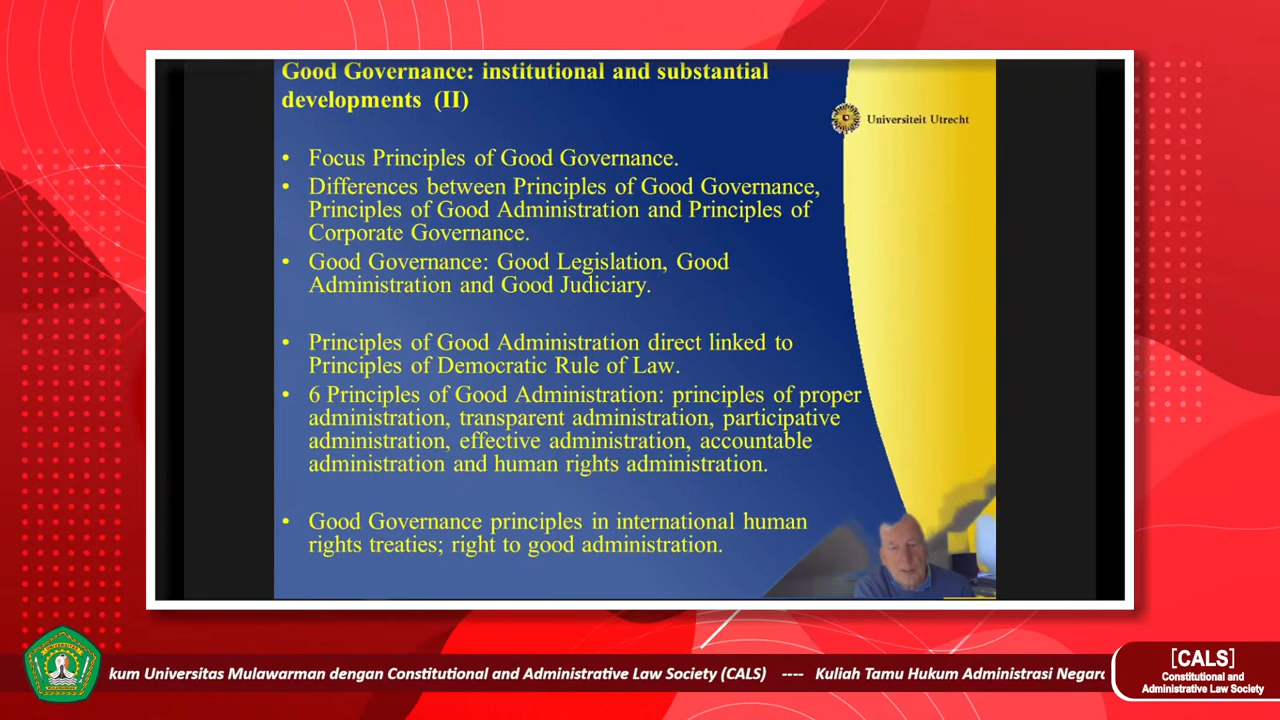 Good Governance: institutional and substantial
developments (II)
Universiteit Utrecht
• Focus Principles of Good Governance.
• Differences between Principles of Good Governance,
Principles of Good Administration and Principles of
Corporate Governance.
• Good Governance: Good Legislation, Good
Administration and Good Judiciary.
• Principles of Good Administration direct linked to
Principles of Democratic Rule of Law.
• 6 Principles of Good Administration: principles of proper
administration, transparent administration, participative
administration, effective administration, accountable
administration and human rights administration.
• Good Governance principles in international human
rights treaties; right to good administration.
kum Universitas Mulawarman dengan Constitutional and Administrative Law Society (CALS) ---- Kuliah Tamu Hukum Administrasi Negara
[CALS]
Constitutional and
Administrative Law Society